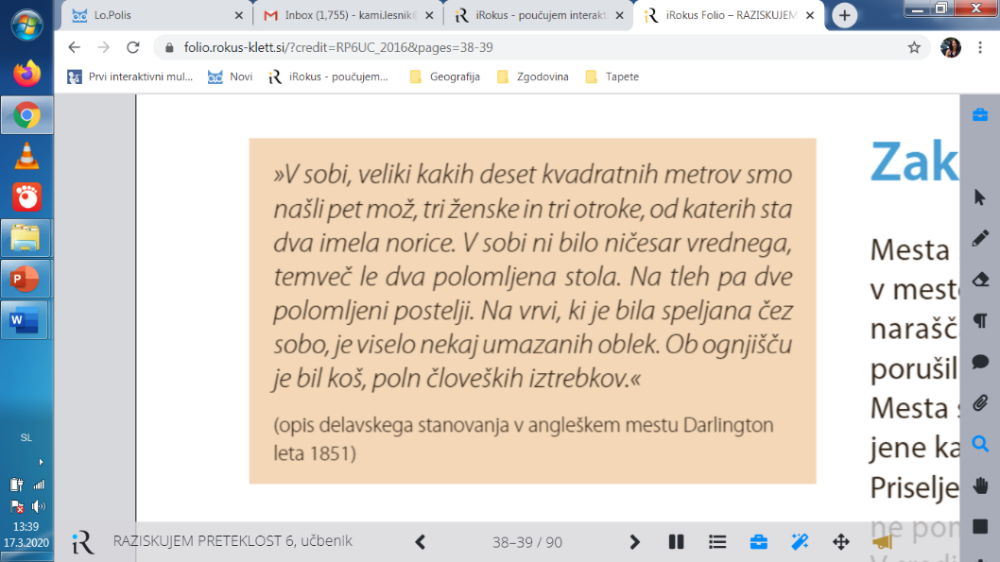 Lo.Polis
Inbox (1,755) - kami.lesnik@
iRokus - poučujem interakt
iRokus Folio – RAZISKUJEM
folio.rokus-klett.si/?credit=RP6UC_2016&pages=38-39
Prvi interaktivni mul...
Novi
iRokus - poučujem...
Geografija
Zgodovina
Tapete
»V sobi, veliki kakih deset kvadratnih metrov smo
našli pet mož, tri ženske in tri otroke, od katerih sta
dva imela norice. V sobi ni bilo ničesar vrednega,
temveč le dva polomljena stola. Na tleh pa dve
polomljeni postelji. Na vrvi, ki je bila speljana čez
sobo, je viselo nekaj umazanih oblek. Ob ognjišču
je bil koš, poln človeških iztrebkov.«
(opis delavskega stanovanja v angleškem mestu Darlington
leta 1851)
Zak
Mesta
v mest
narašč
porušil
Mesta s
jene ka
Priselje
ne pon
SL
13:39
17.3.2020
iR
RAZISKUJEM PRETEKLOST 6, učbenik
38–39 / 90